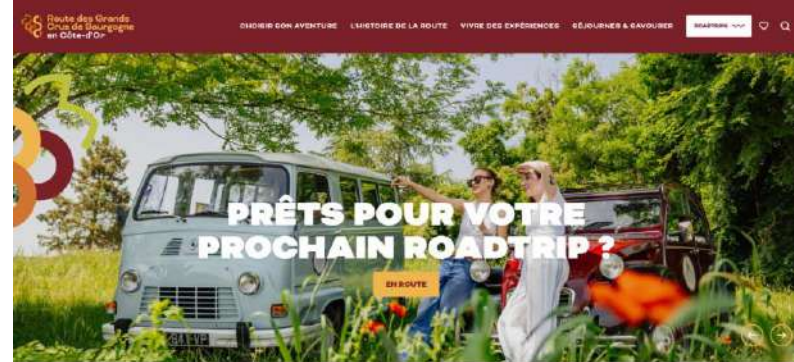 Route des Grands
Crus de Bourgogne
en Côte-d'Or
CHOISIR SON AVENTURE
L'HISTOIRE DE LA ROUTE
VIVRE DES EXPÉRIENCES
SÉJOURNER & SAVOURER
ROADTRIPS
PRÊTS POUR VOTRE
PROCHAIN ROADTRIP ?
EN ROUTE